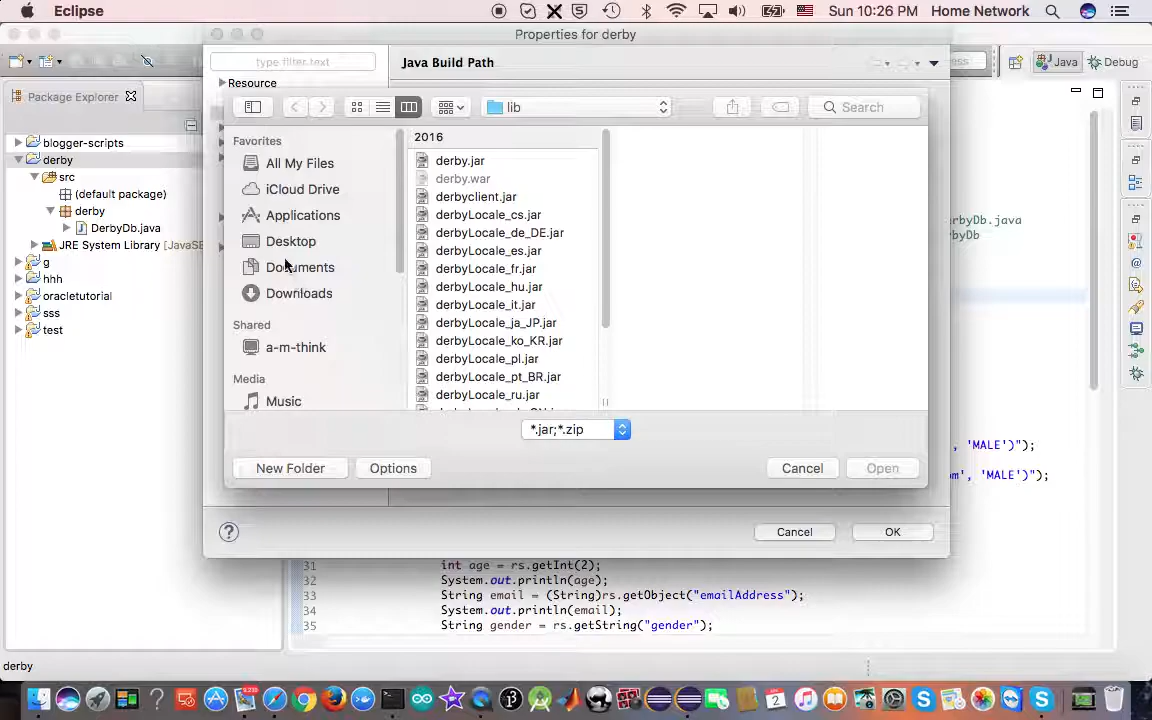 Eclipse
Sun 10:26 PM Home Network
Properties for derby
type filter text
Java Build Path
Resource
Java
Debug
Package Explorer
lib
Search
blogger-scripts
derby
src
(default package)
derby
DerbyDb.java
JRE System Library [JavaSE
g
hhh
oracletutorial
sss
test
Favorites
All My Files
iCloud Drive
Applications
Desktop
Documents
Downloads
Shared
a-m-think
Media
Music
2016
derby.jar
derby.war
derbyclient.jar
derbyLocale_cs.jar
derbyLocale_de_DE.jar
derbyLocale_es.jar
derbyLocale_fr.jar
derbyLocale_hu.jar
derbyLocale_it.jar
derbyLocale_ja_JP.jar
derbyLocale_ko_KR.jar
derbyLocale_pl.jar
derbyLocale_pt_BR.jar
derbyLocale_ru.jar
erbyDb.java
byDb
*.jar;*.zip
, 'MALE')");
New Folder
Options
Cancel
Open
om', 'MALE')");
Cancel
OK
31 int age = rs.getInt(2);
32 System.out.println(age);
33 String email = (String)rs.getObject("emailAddress");
34 System.out.println(email);
35 String gender = rs.getString("gender");
derby